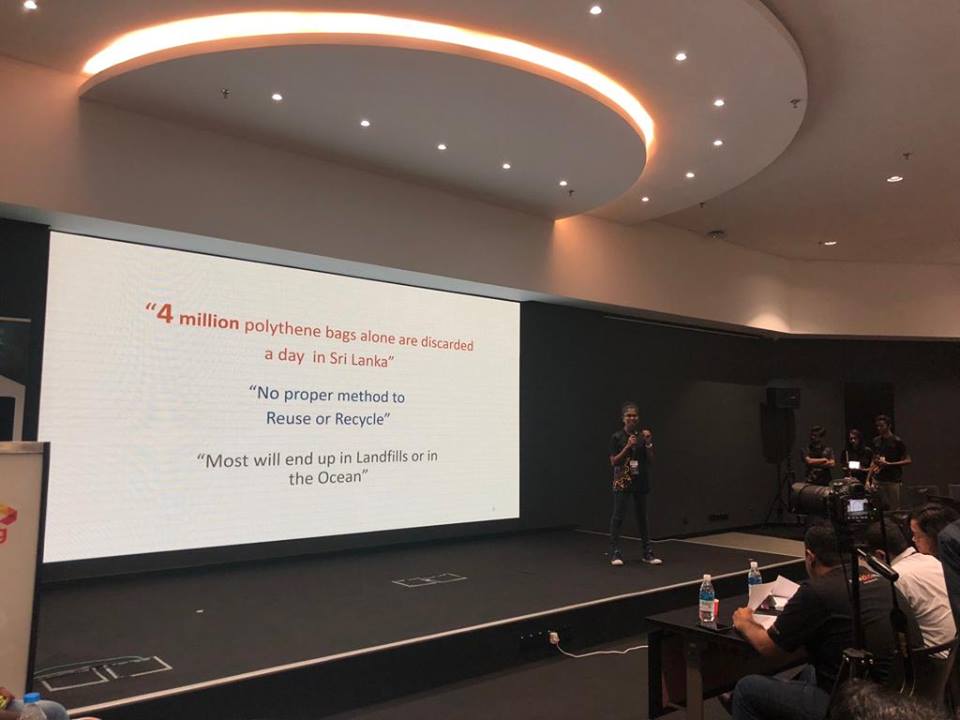 “4 million polythene bags alone are discarded
a day in Sri Lanka”
“No proper method to
Reuse or Recycle”
“Most will end up in Landfills or in
the Ocean”